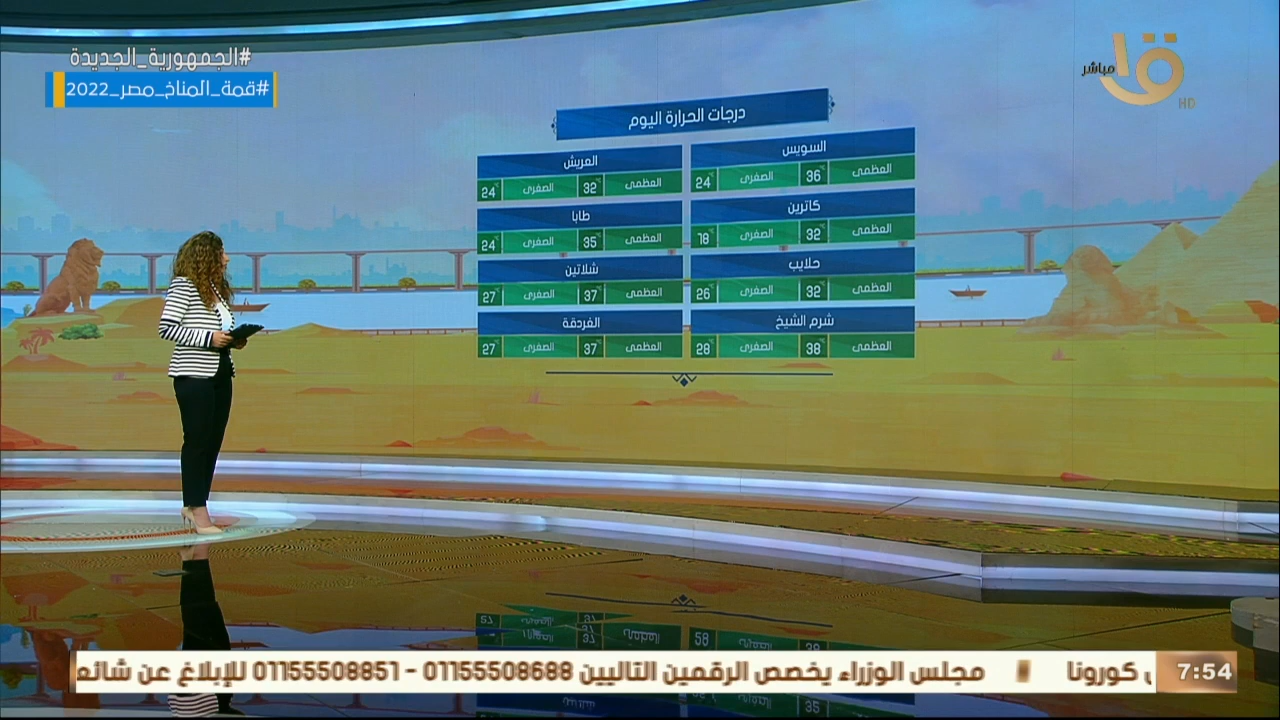 #الجمهورية_الجديدة
#قمة_المناخ_مصر_2022
مباشر
HD
درجات الحرارة اليوم
السويس
العظمى 36 الصغرى 24
العريش
العظمى 32 الصغرى 24
كاترين
العظمى 32 الصغرى 18
طابا
العظمى 35 الصغرى 24
حلايب
العظمى 32 الصغرى 26
شلاتين
العظمى 37 الصغرى 27
شرم الشيخ
العظمى 38 الصغرى 28
الغردقة
العظمى 37 الصغرى 27
7:54
كورونا مجلس الوزراء يخصص الرقمين التاليين 01155508688 - 01155508851 للإبلاغ عن